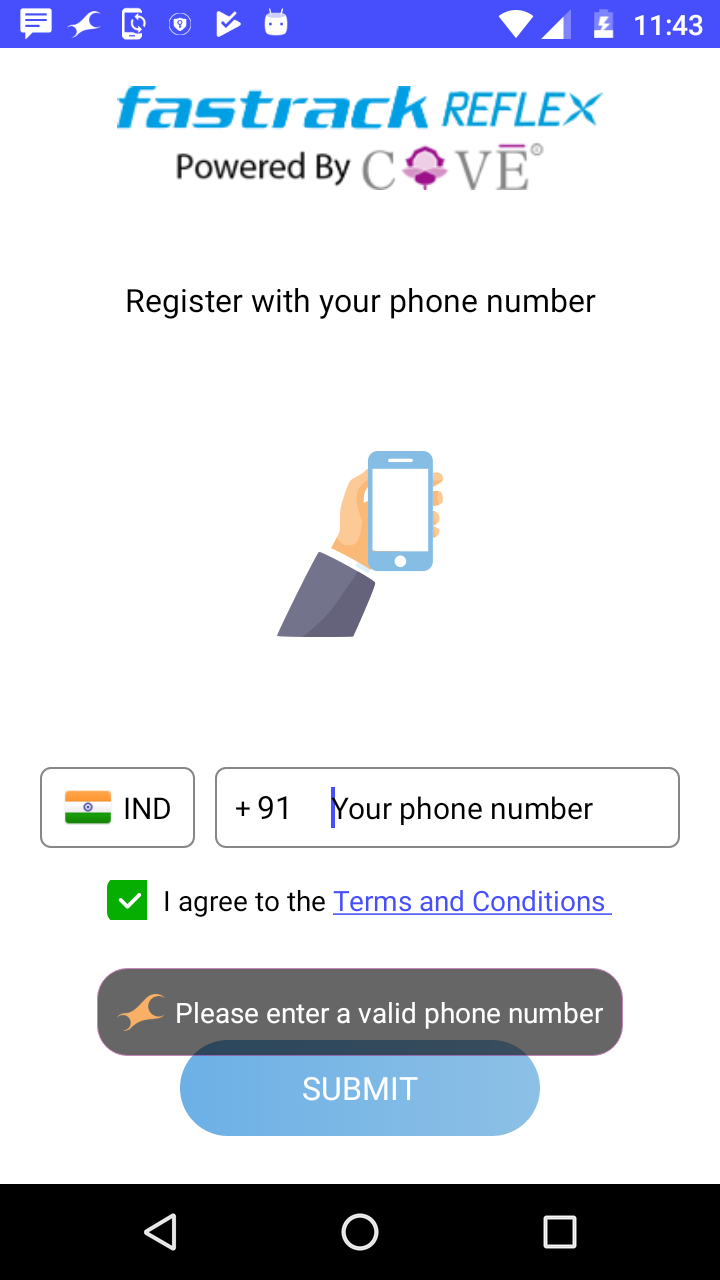 11:43
fastrack REFLEX
Powered By COVĒ®
Register with your phone number
IND
+ 91 Your phone number
I agree to the Terms and Conditions
Please enter a valid phone number
SUBMIT